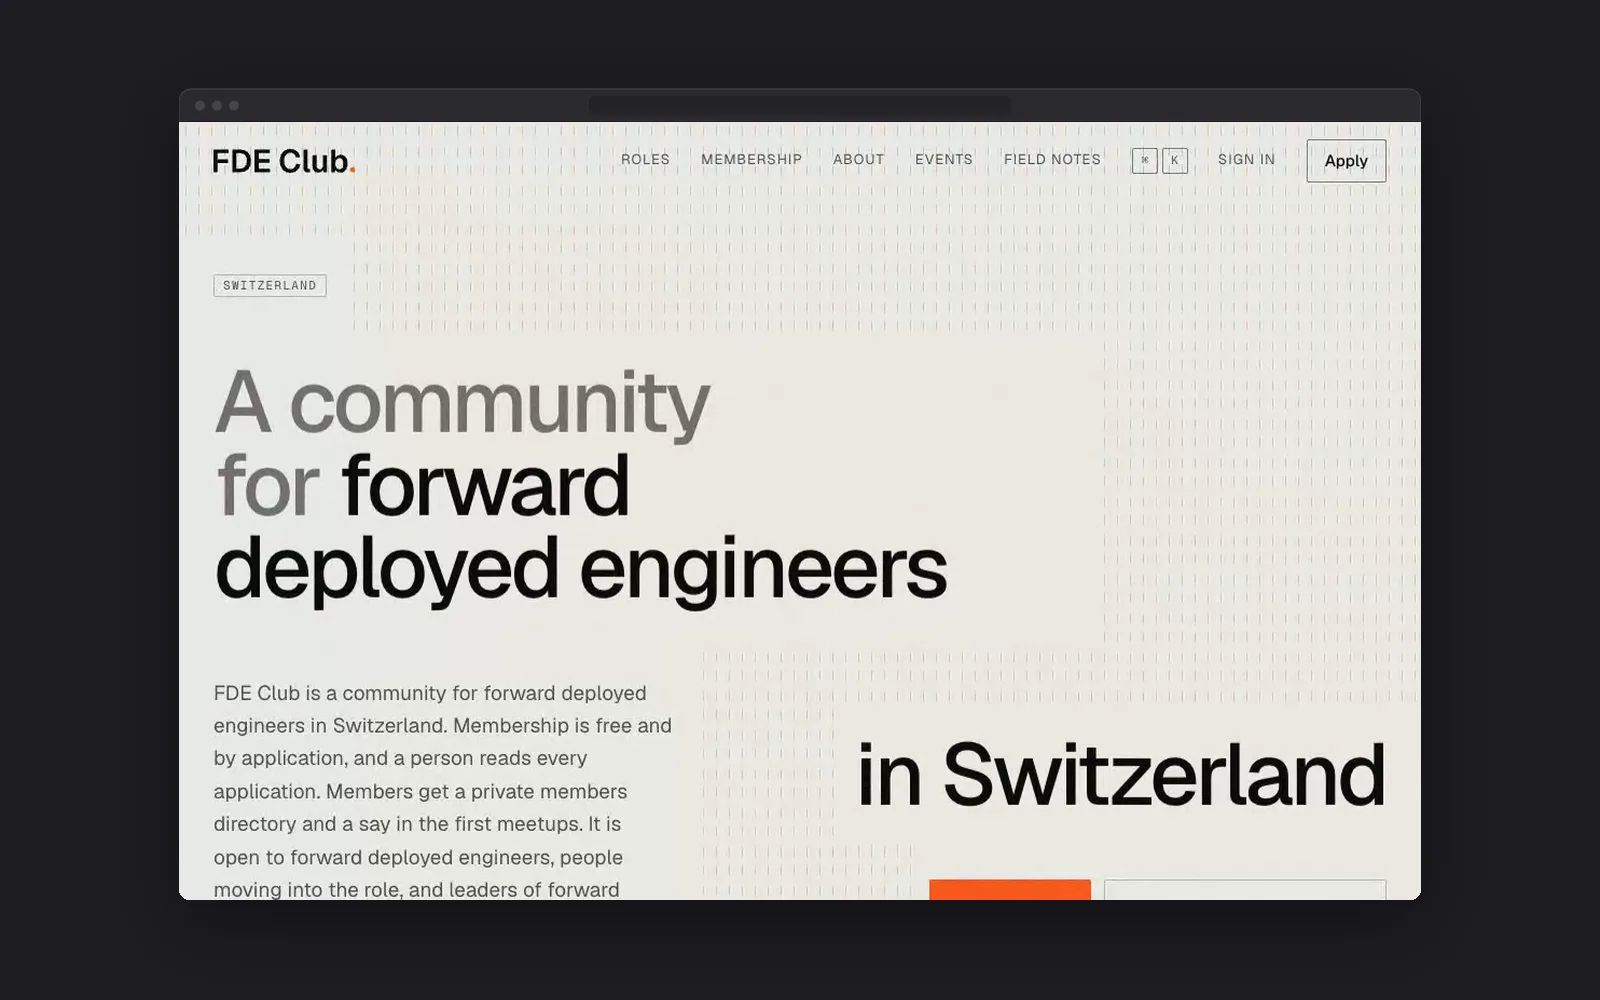 FDE Club.
ROLES MEMBERSHIP ABOUT EVENTS FIELD NOTES ⌘ K SIGN IN Apply
SWITZERLAND
A community
for forward
deployed engineers
FDE Club is a community for forward deployed
engineers in Switzerland. Membership is free and
by application, and a person reads every
application. Members get a private members
directory and a say in the first meetups. It is
open to forward deployed engineers, people
moving into the role, and leaders of forward
in Switzerland